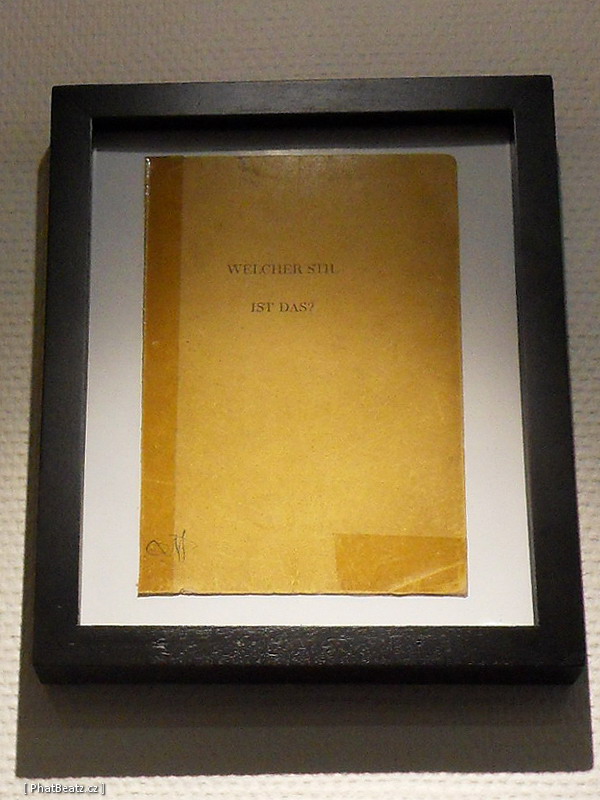 WELCHER STIL
IST DAS?
[ PhatBeatz.cz ]